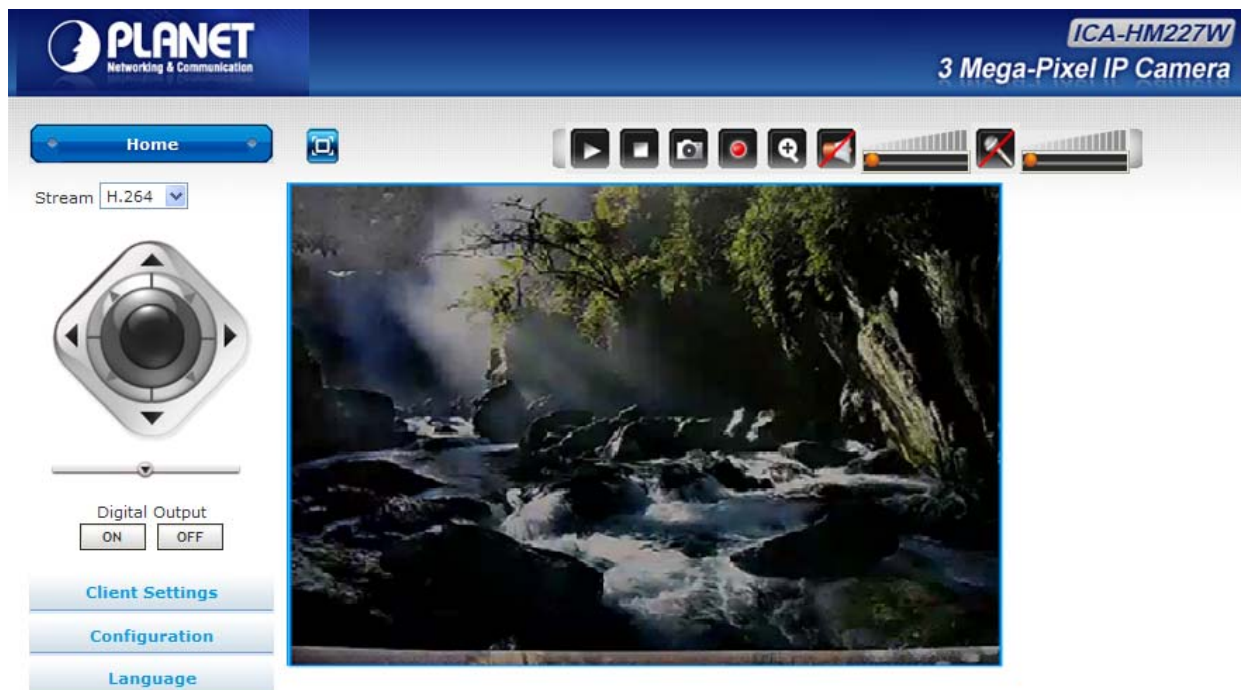 PLANET
Networking & Communication
ICA-HM227W
3 Mega-Pixel IP Camera
Home
Stream H.264
Digital Output
ON OFF
Client Settings
Configuration
Language